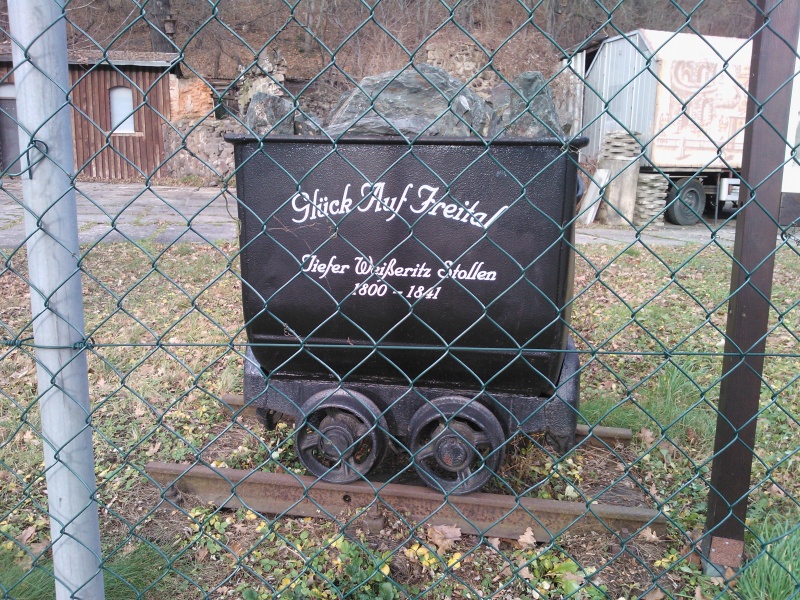 Glück Auf Freital
Tiefer Weißeritz Stollen
1800 - 1841